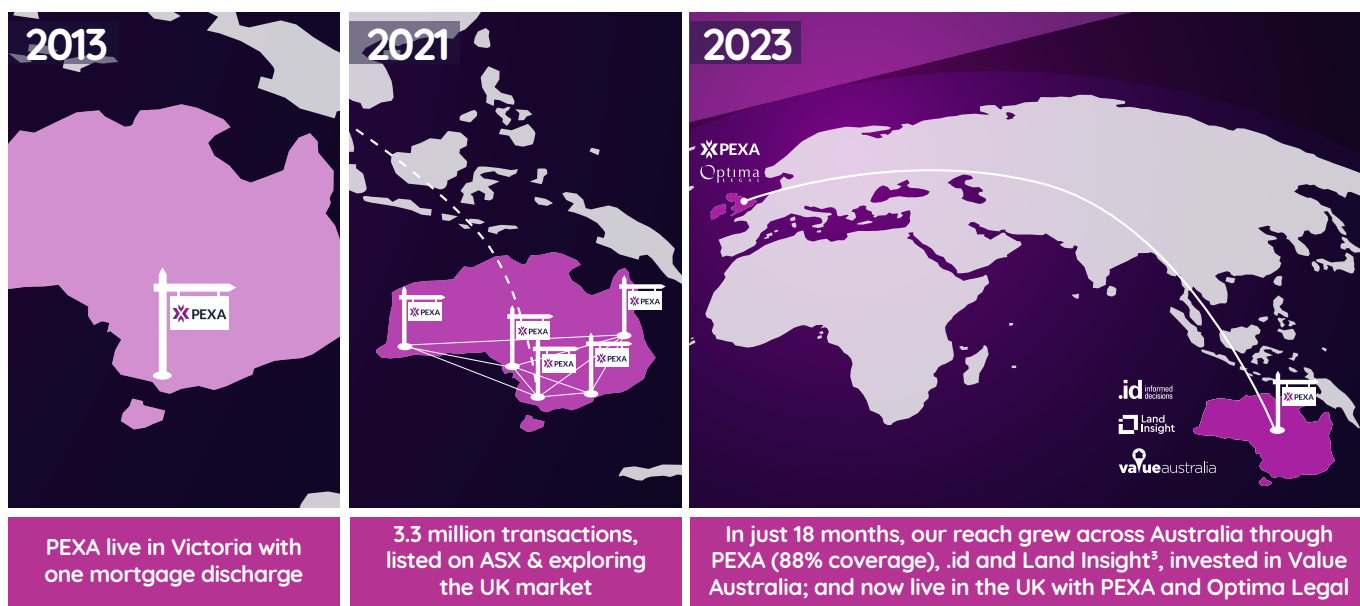 2013
PEXA
PEXA live in Victoria with
one mortgage discharge
2021
PEXA
PEXA
PEXA
PEXA
PEXA
3.3 million transactions,
listed on ASX & exploring
the UK market
2023
PEXA
Optima
LEGAL
.id informed
decisions
Land
Insight
valueaustralia
PEXA
In just 18 months, our reach grew across Australia through
PEXA (88% coverage), .id and Land Insight³, invested in Value
Australia; and now live in the UK with PEXA and Optima Legal